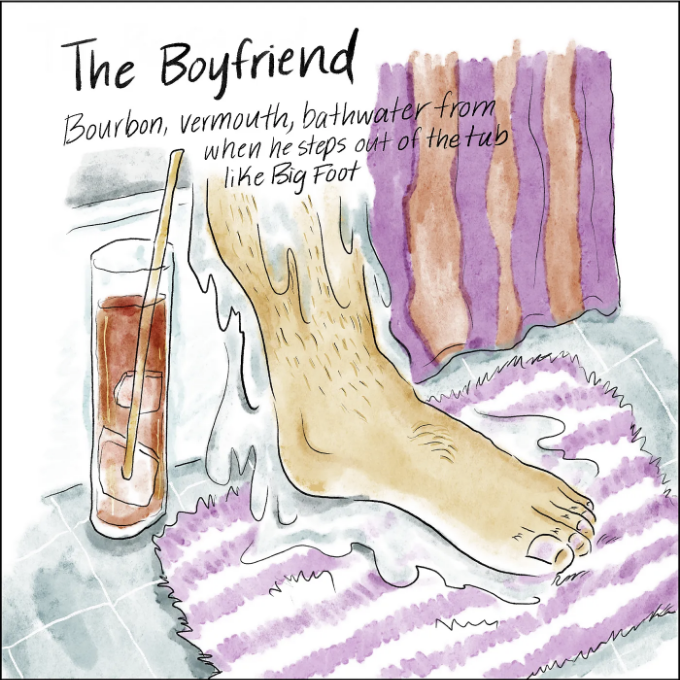 The Boyfriend
Bourbon, vermouth, bathwater from
when he steps out of the tub
like Big Foot